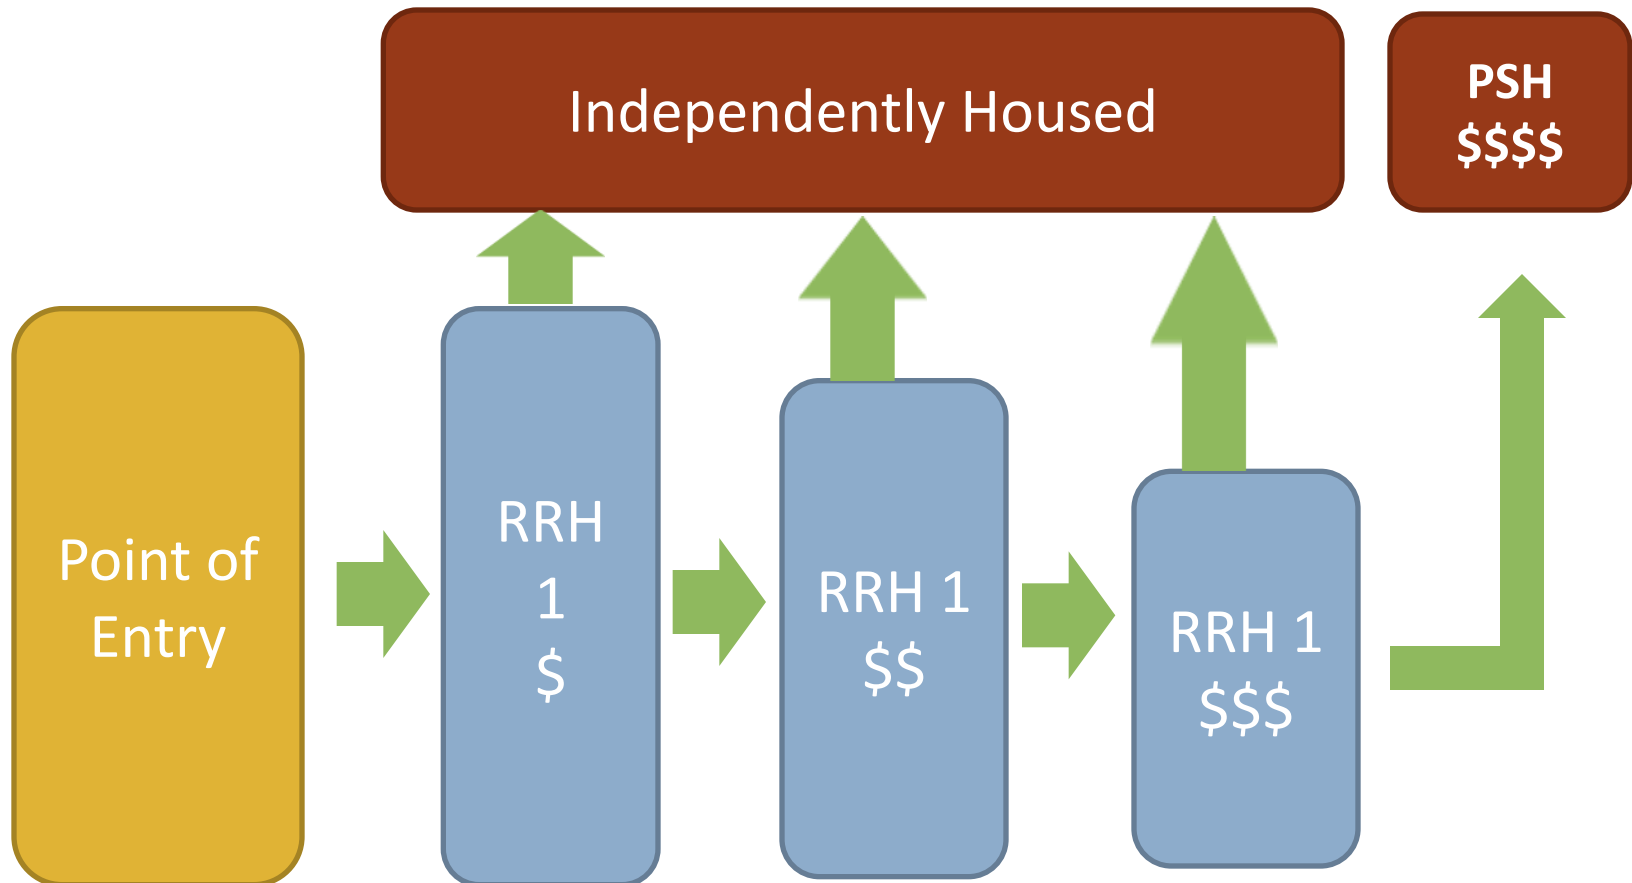 Independently Housed
PSH
$$$$
Point of
Entry
RRH
1
$
RRH 1
$$
RRH 1
$$$